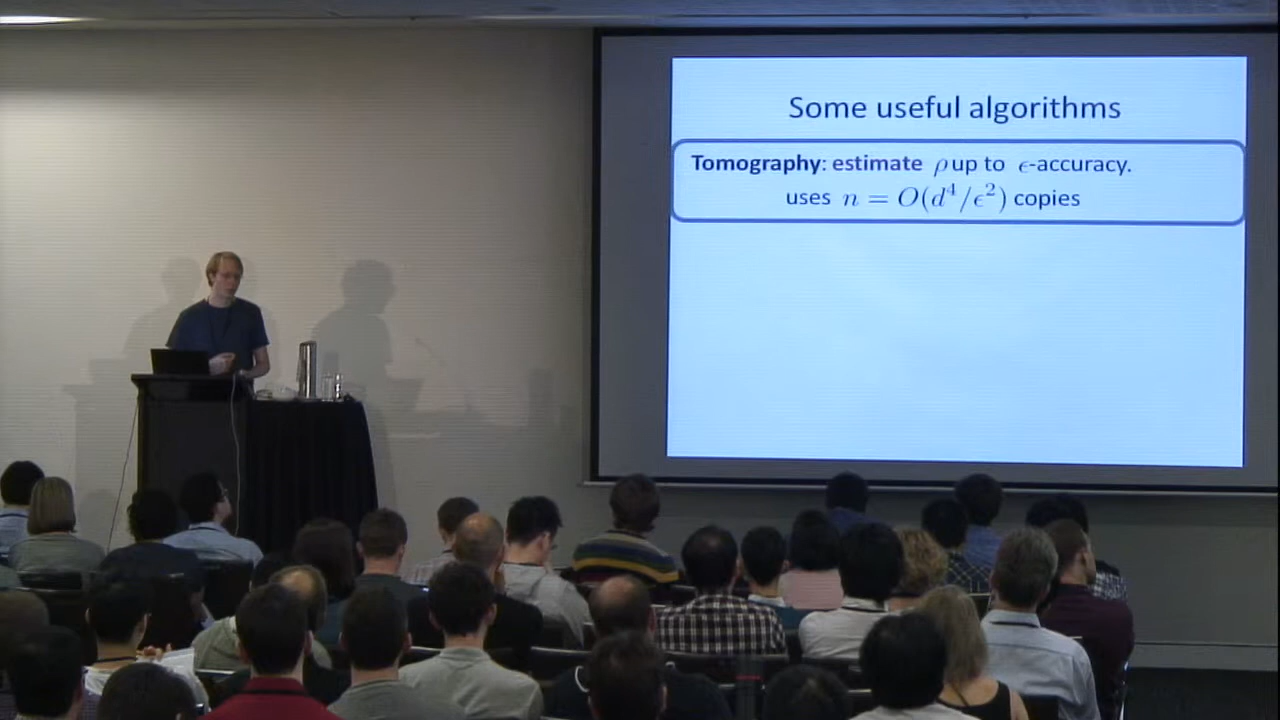 Some useful algorithms
Tomography: estimate ρ up to ϵ-accuracy.
uses n = O(d⁴/ϵ²) copies